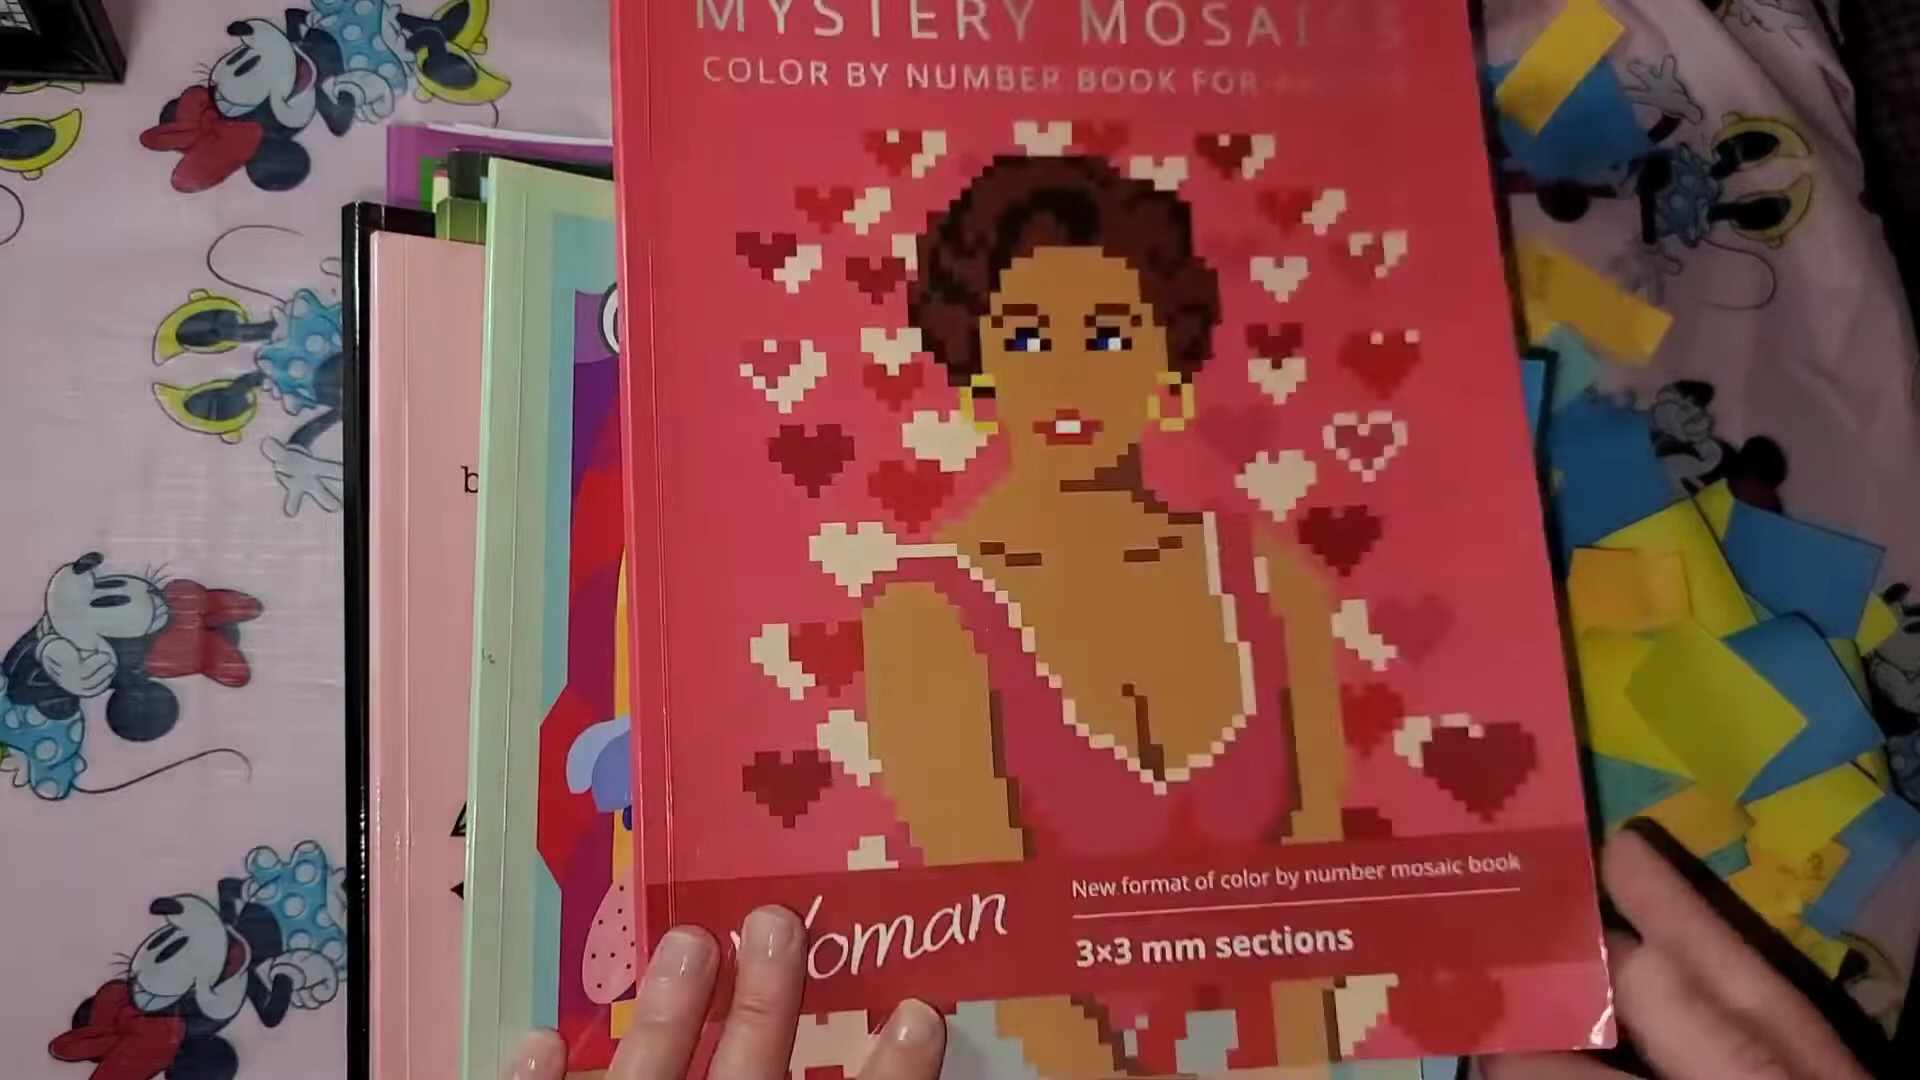 MYSTERY MOSAICS
COLOR BY NUMBER BOOK FOR
b
Woman
New format of color by number mosaic book
3×3 mm sections